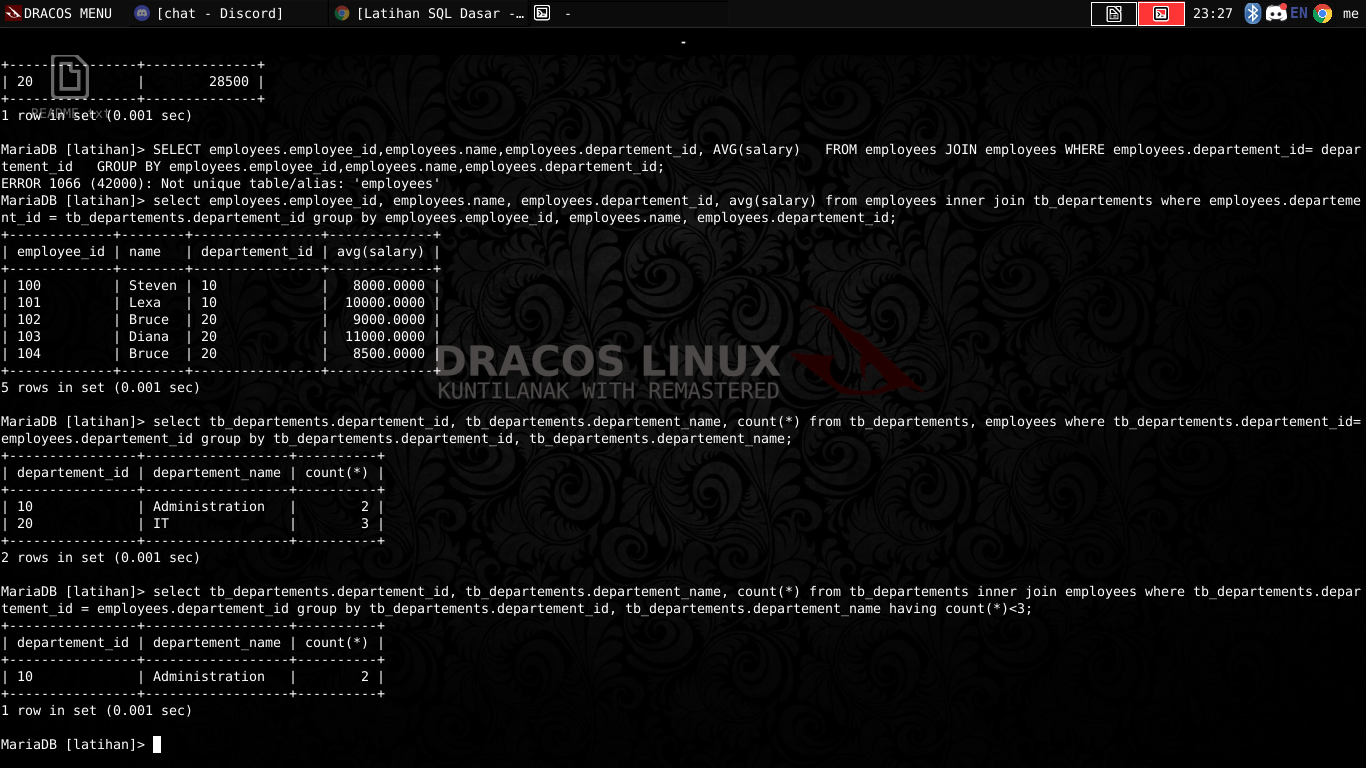 DRACOS MENU [chat - Discord] [Latihan SQL Dasar -… - 23:27 EN me
-
+----------------+--------------+
| 20             |        28500 |
+----------------+--------------+
README.txt
1 row in set (0.001 sec)
MariaDB [latihan]> SELECT employees.employee_id,employees.name,employees.department_id, AVG(salary)   FROM employees JOIN employees WHERE employees.departement_id= depar
tement_id   GROUP BY employees.employee_id,employees.name,employees.department_id;
ERROR 1066 (42000): Not unique table/alias: 'employees'
MariaDB [latihan]> select employees.employee_id, employees.name, employees.departement_id, avg(salary) from employees inner join tb_departements where employees.departeme
nt_id = tb_departements.departement_id group by employees.employee_id, employees.name, employees.departement_id;
+-------------+--------+----------------+-------------+
| employee_id | name   | departement_id | avg(salary) |
+-------------+--------+----------------+-------------+
| 100         | Steven | 10             |   8000.0000 |
| 101         | Lexa   | 10             |  10000.0000 |
| 102         | Bruce  | 20             |   9000.0000 |
| 103         | Diana  | 20             |  11000.0000 |
| 104         | Bruce  | 20             |   8500.0000 |
+-------------+--------+----------------+-------------+
DRACOS LINUX
KUNTILANAK WITH REMASTERED
5 rows in set (0.001 sec)
MariaDB [latihan]> select tb_departements.departement_id, tb_departements.departement_name, count(*) from tb_departements, employees where tb_departements.departement_id=
employees.departement_id group by tb_departements.departement_id, tb_departements.departement_name;
+----------------+------------------+----------+
| departement_id | departement_name | count(*) |
+----------------+------------------+----------+
| 10             | Administration   |        2 |
| 20             | IT               |        3 |
+----------------+------------------+----------+
2 rows in set (0.001 sec)
MariaDB [latihan]> select tb_departements.departement_id, tb_departements.departement_name, count(*) from tb_departements inner join employees where tb_departements.depar
tement_id = employees.departement_id group by tb_departements.departement_id, tb_departements.departement_name having count(*)<3;
+----------------+------------------+----------+
| departement_id | departement_name | count(*) |
+----------------+------------------+----------+
| 10             | Administration   |        2 |
+----------------+------------------+----------+
1 row in set (0.001 sec)
MariaDB [latihan]>